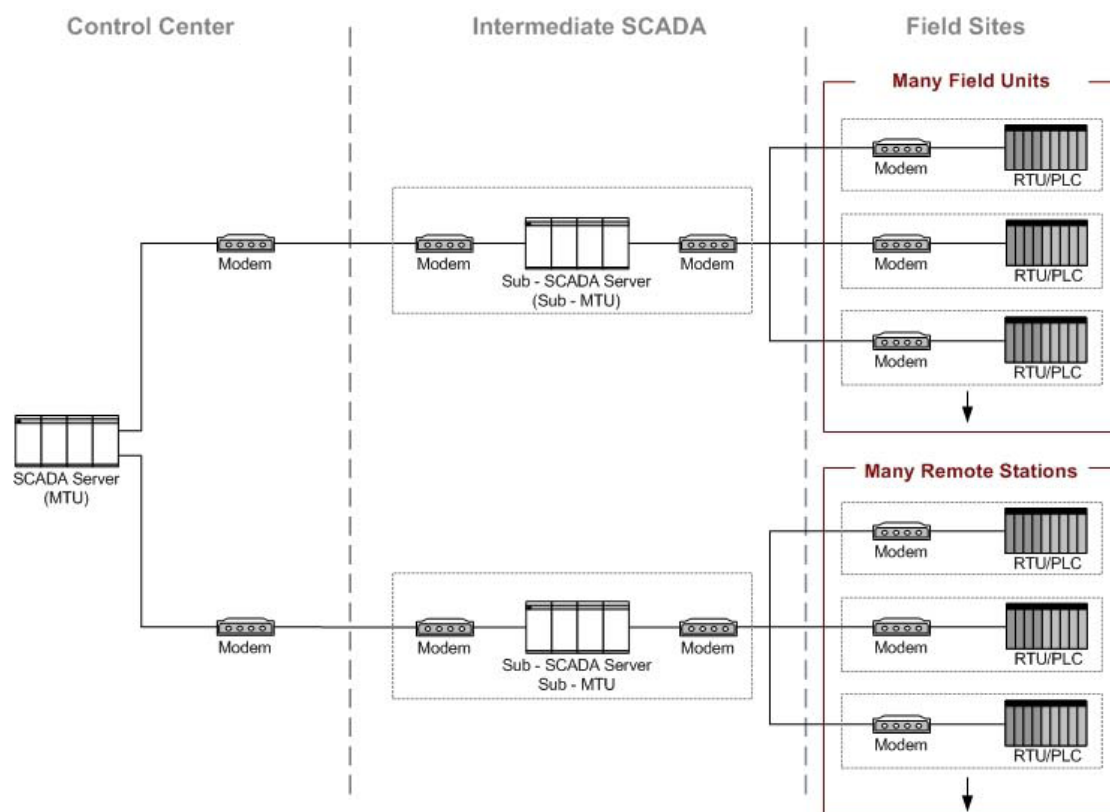 Control Center
Intermediate SCADA
Field Sites
Many Field Units
Modem
RTU/PLC
Modem
Modem
Sub - SCADA Server
(Sub - MTU)
Modem
Modem
RTU/PLC
Modem
RTU/PLC
SCADA Server
(MTU)
Many Remote Stations
Modem
RTU/PLC
Modem
Modem
Sub - SCADA Server
Sub - MTU
Modem
Modem
RTU/PLC
Modem
RTU/PLC